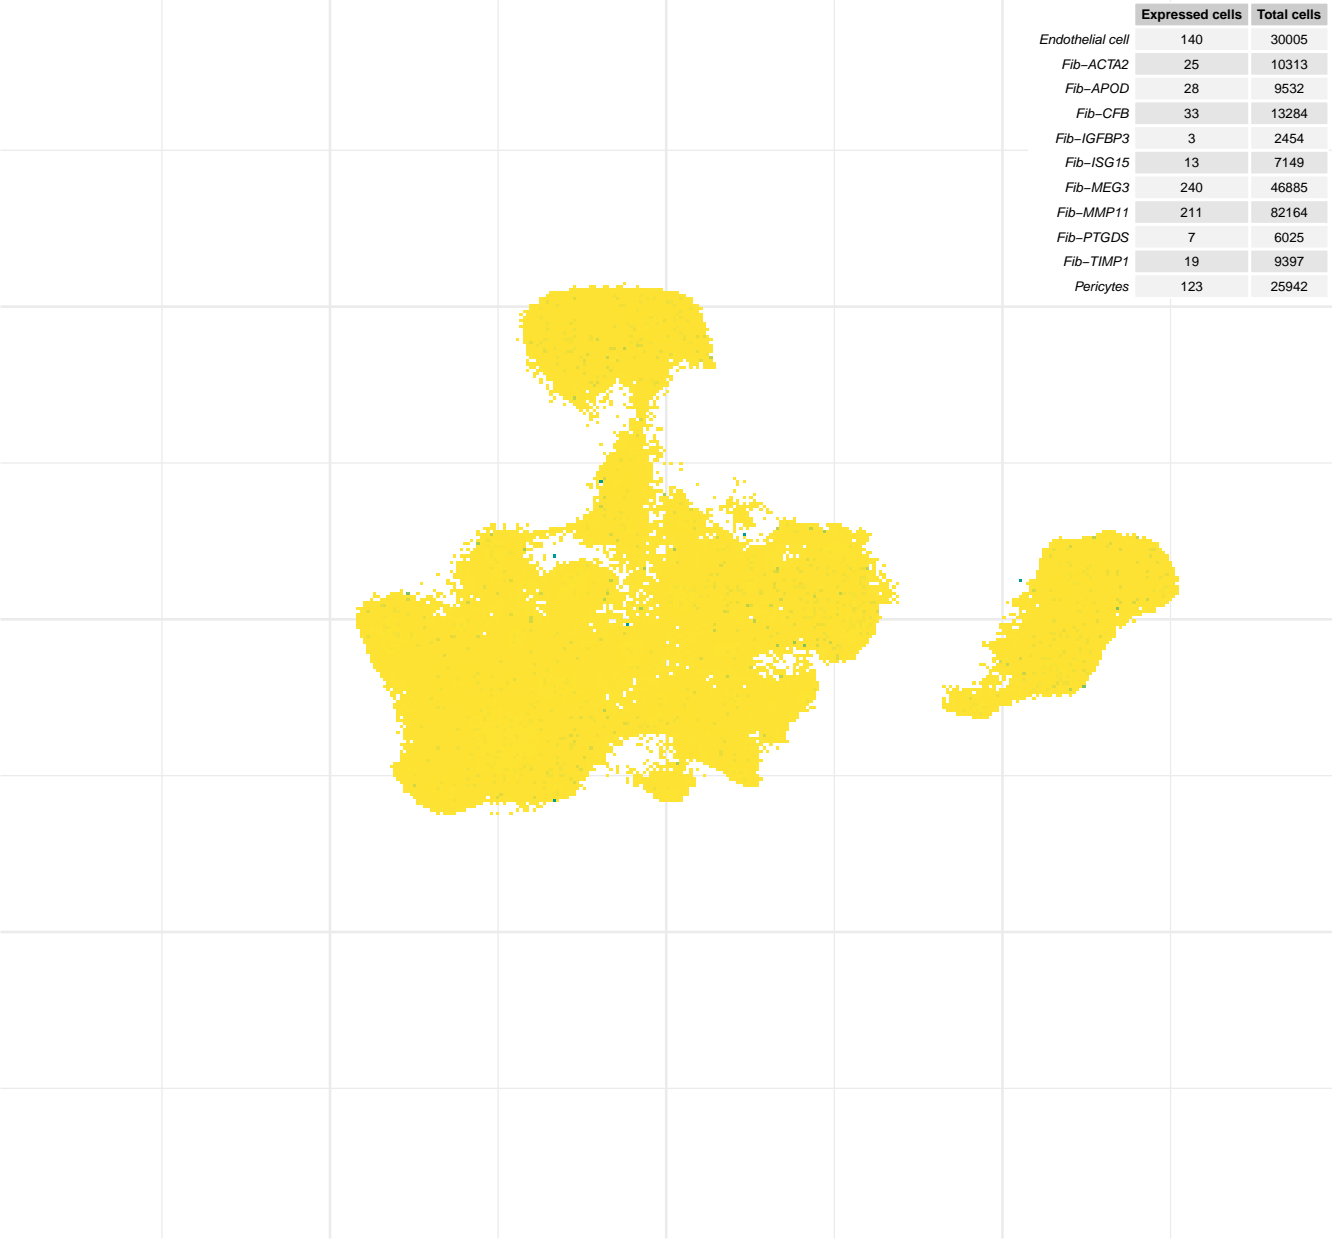 Expressed cells Total cells
Endothelial cell 140 30005
Fib−ACTA2 25 10313
Fib−APOD 28 9532
Fib−CFB 33 13284
Fib−IGFBP3 3 2454
Fib−ISG15 13 7149
Fib−MEG3 240 46885
Fib−MMP11 211 82164
Fib−PTGDS 7 6025
Fib−TIMP1 19 9397
Pericytes 123 25942